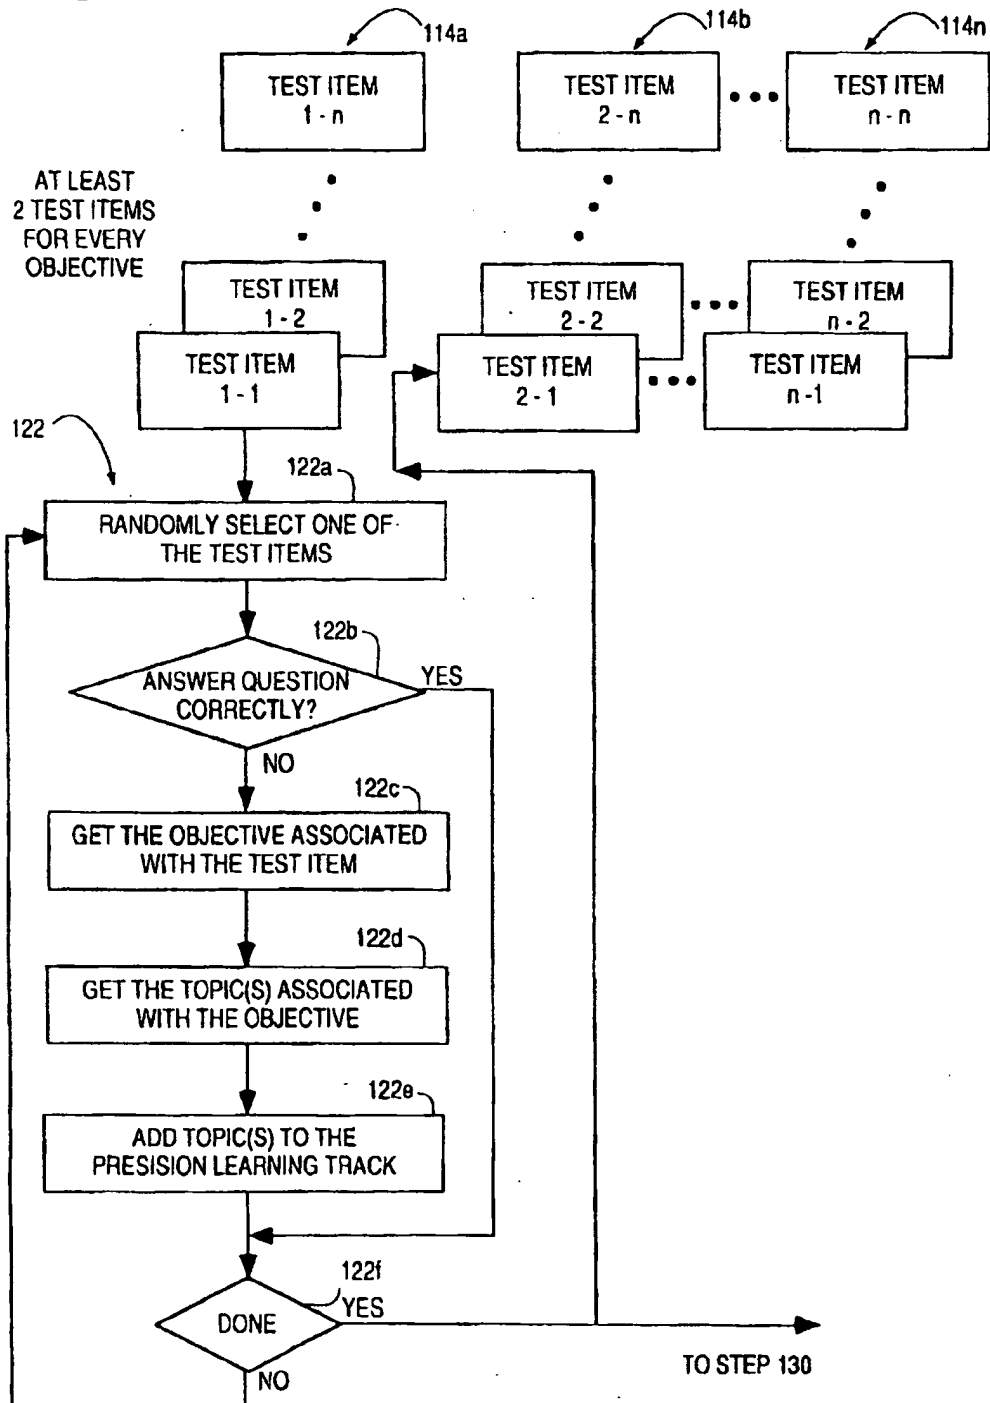 114a
114b
114n
TEST ITEM
1 - n
TEST ITEM
2 - n
TEST ITEM
n - n
AT LEAST
2 TEST ITEMS
FOR EVERY
OBJECTIVE
TEST ITEM
1 - 2
TEST ITEM
2 - 2
TEST ITEM
n - 2
TEST ITEM
1 - 1
TEST ITEM
2 - 1
TEST ITEM
n - 1
122
122a
RANDOMLY SELECT ONE OF
THE TEST ITEMS
122b
ANSWER QUESTION
CORRECTLY?
YES
NO
122c
GET THE OBJECTIVE ASSOCIATED
WITH THE TEST ITEM
122d
GET THE TOPIC(S) ASSOCIATED
WITH THE OBJECTIVE
122e
ADD TOPIC(S) TO THE
PRESISION LEARNING TRACK
122f
DONE
YES
NO
TO STEP 130